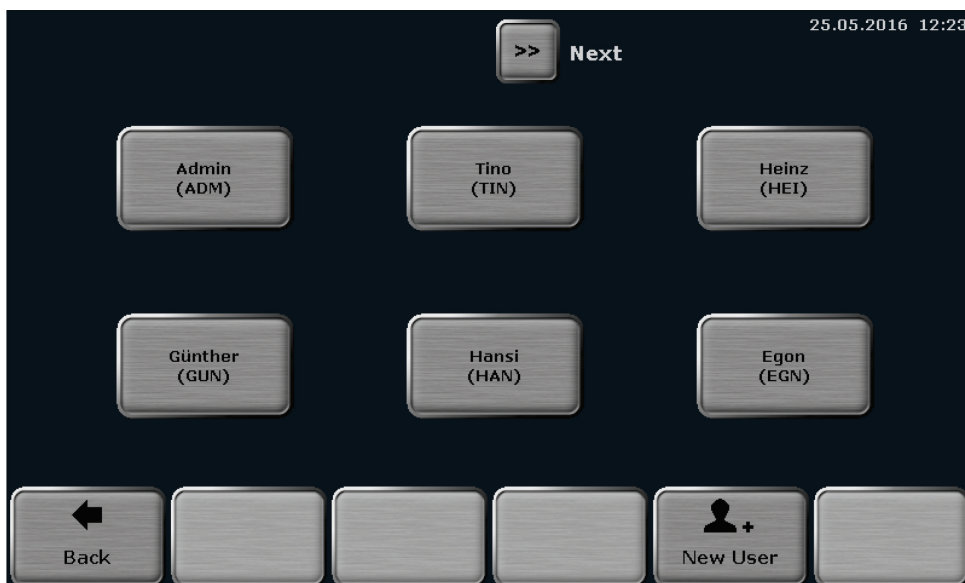 25.05.2016 12:23
>> Next
Admin
(ADM)
Tino
(TIN)
Heinz
(HEI)
Günther
(GUN)
Hansi
(HAN)
Egon
(EGN)
Back
New User